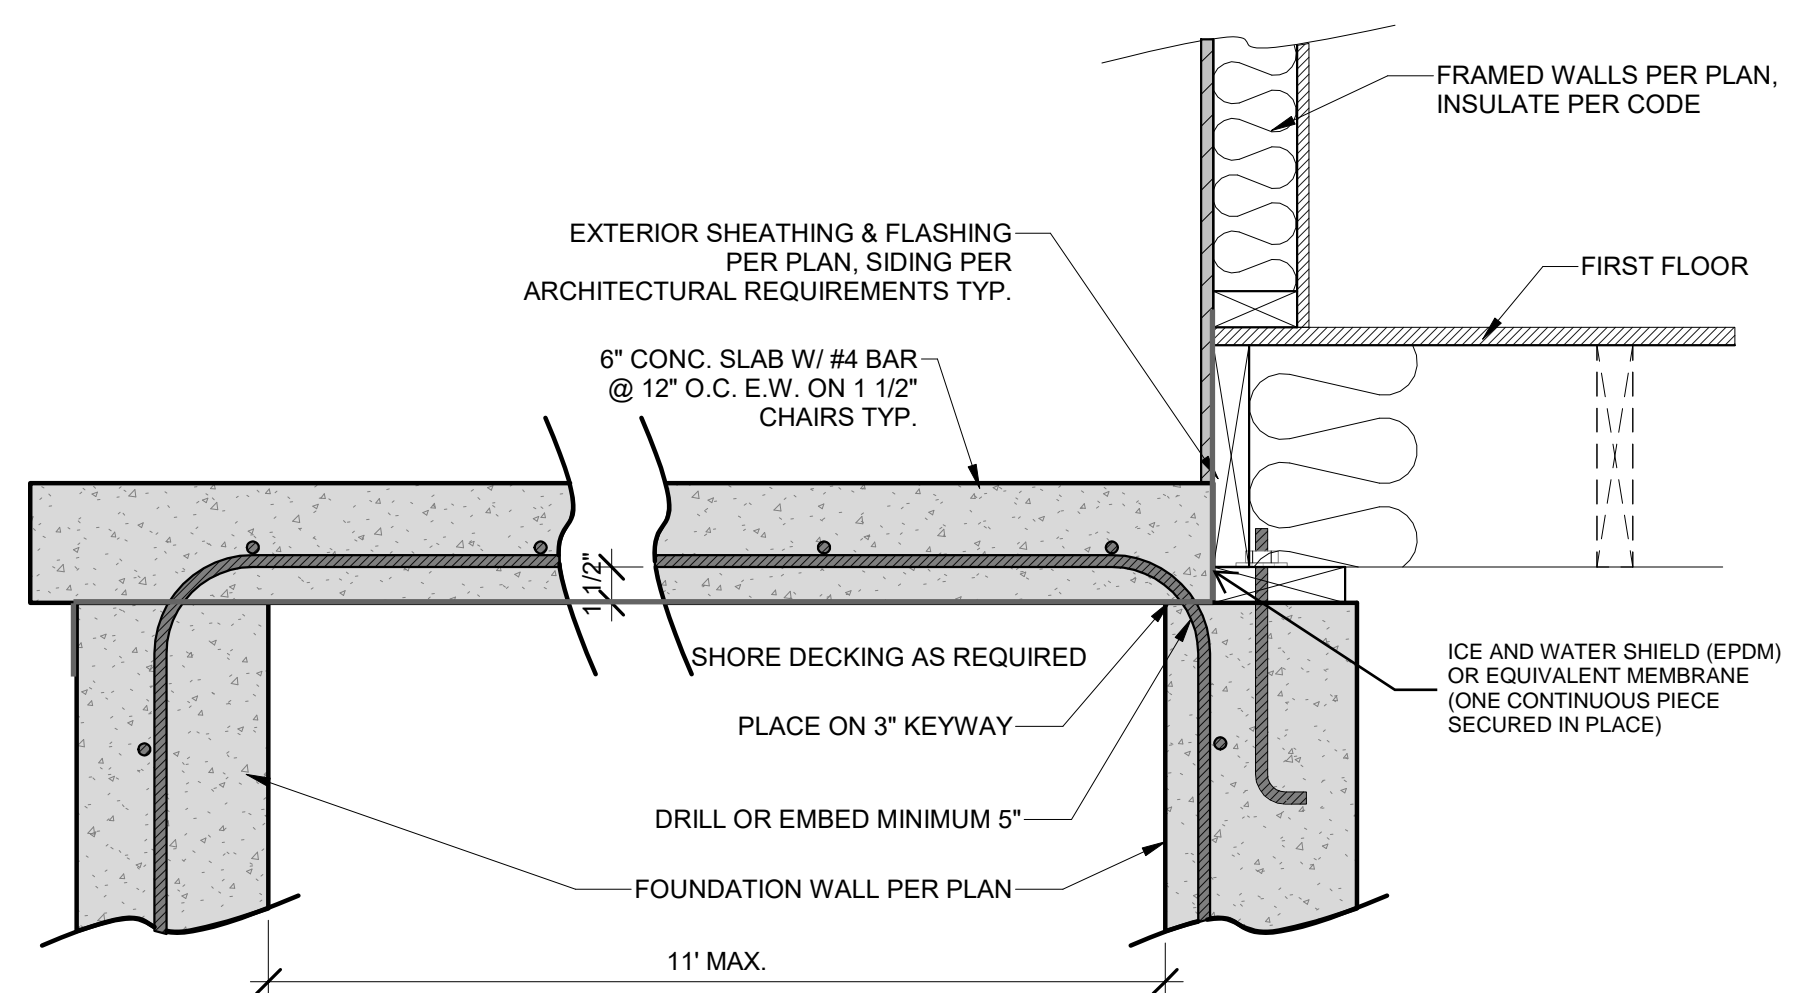 FRAMED WALLS PER PLAN,
INSULATE PER CODE
EXTERIOR SHEATHING & FLASHING
PER PLAN, SIDING PER
ARCHITECTURAL REQUIREMENTS TYP.
FIRST FLOOR
6" CONC. SLAB W/ #4 BAR
@ 12" O.C. E.W. ON 1 1/2"
CHAIRS TYP.
1 1/2"
SHORE DECKING AS REQUIRED
ICE AND WATER SHIELD (EPDM)
OR EQUIVALENT MEMBRANE
(ONE CONTINUOUS PIECE
SECURED IN PLACE)
PLACE ON 3" KEYWAY
DRILL OR EMBED MINIMUM 5"
FOUNDATION WALL PER PLAN
11' MAX.